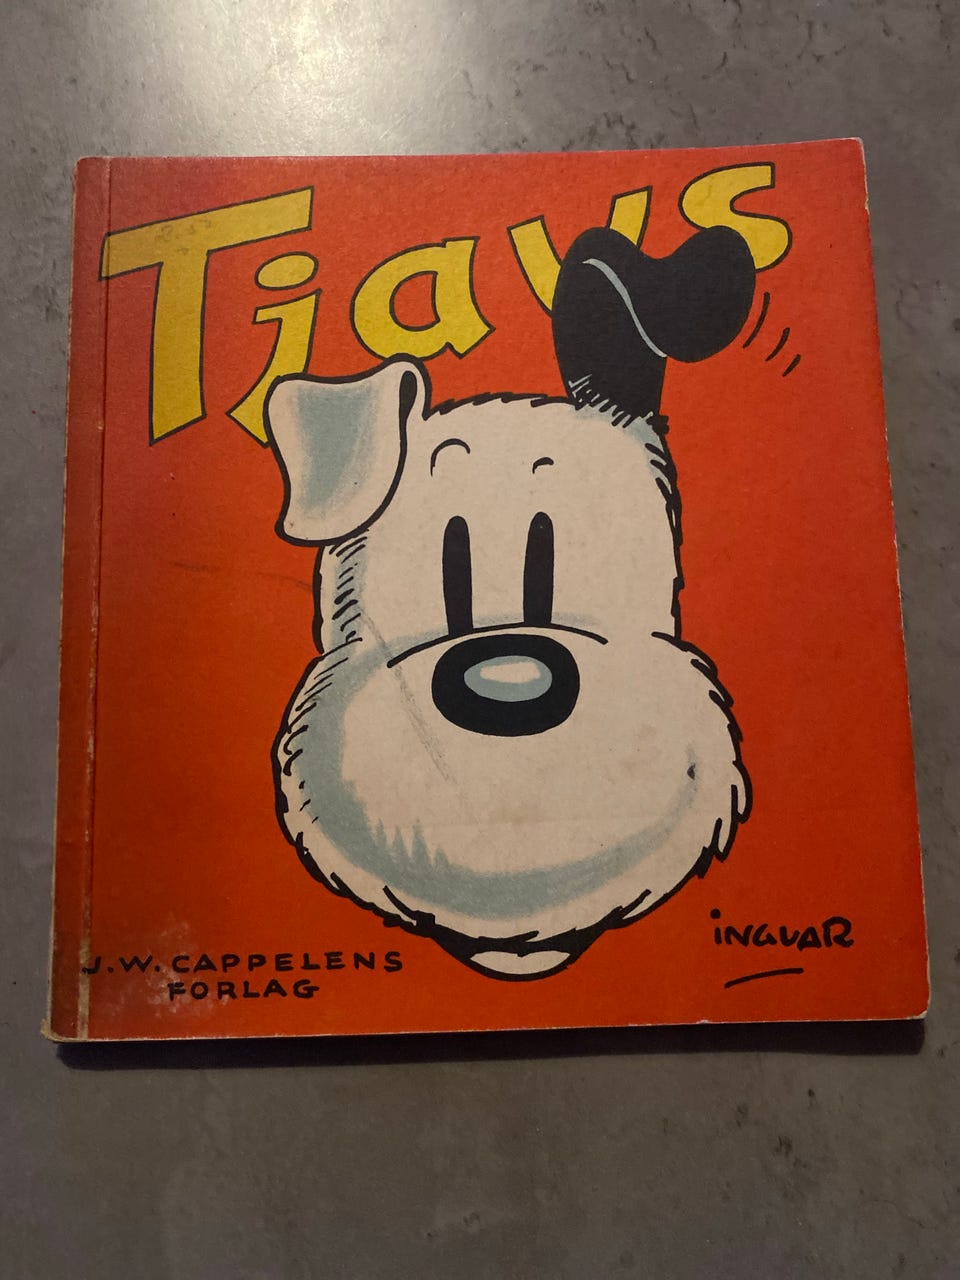 Tjavs
INGVAR
J.W. CAPPELENS
FORLAG